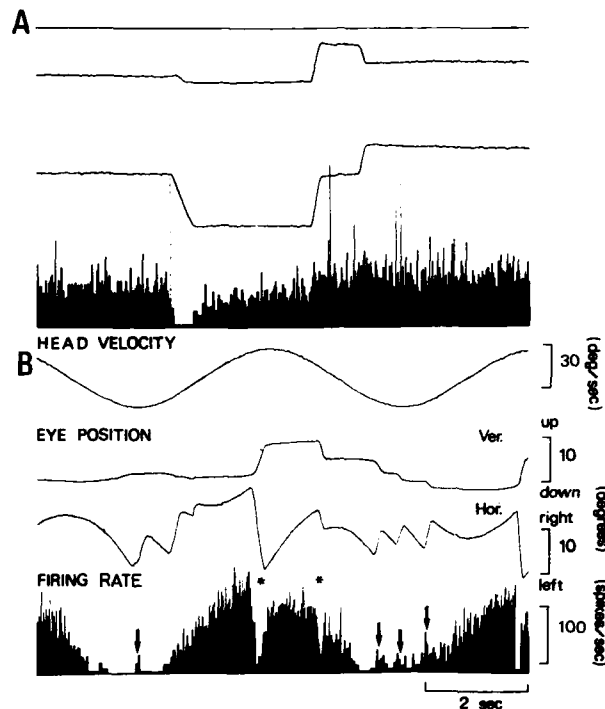 A
HEAD VELOCITY
B
30
(deg/sec)
EYE POSITION
Ver.
up
10
down
Hor.
right
10
(degrees)
left
FIRING RATE
*
*
100
(spikes/sec)
2 sec